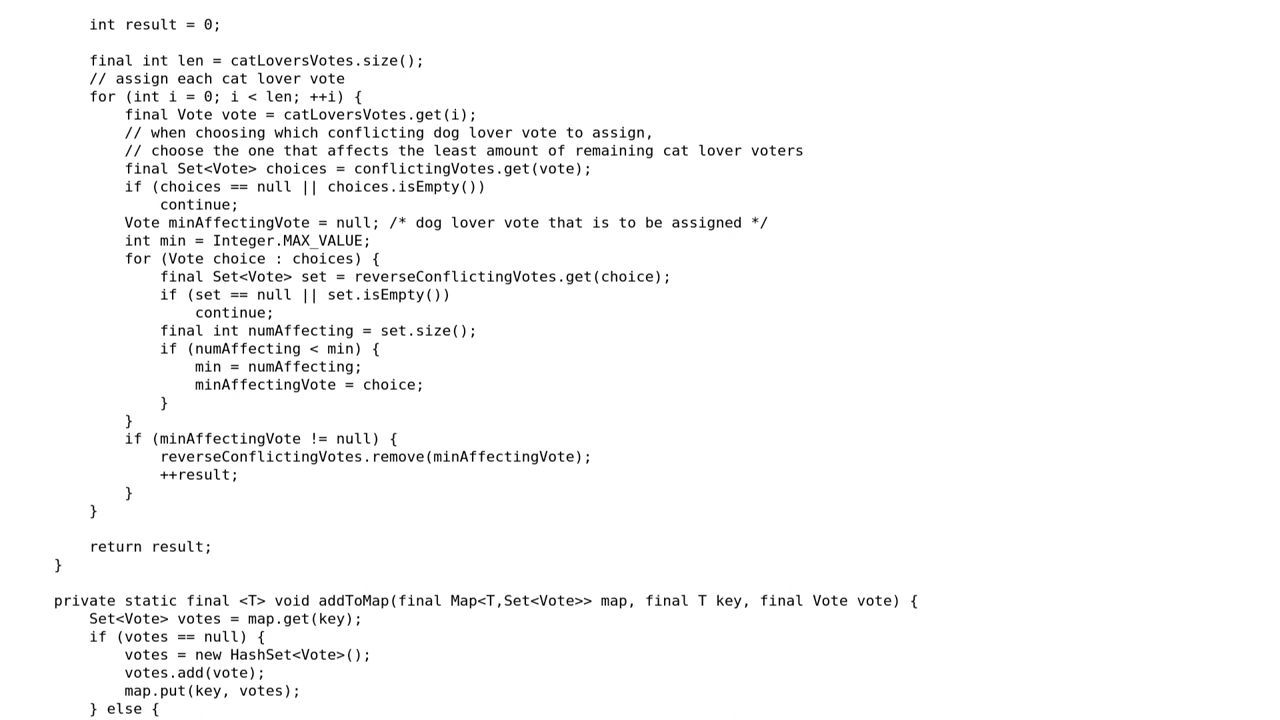 int result = 0;
final int len = catLoversVotes.size();
// assign each cat lover vote
for (int i = 0; i < len; ++i) {
final Vote vote = catLoversVotes.get(i);
// when choosing which conflicting dog lover vote to assign,
// choose the one that affects the least amount of remaining cat lover voters
final Set<Vote> choices = conflictingVotes.get(vote);
if (choices == null || choices.isEmpty())
continue;
Vote minAffectingVote = null; /* dog lover vote that is to be assigned */
int min = Integer.MAX_VALUE;
for (Vote choice : choices) {
final Set<Vote> set = reverseConflictingVotes.get(choice);
if (set == null || set.isEmpty())
continue;
final int numAffecting = set.size();
if (numAffecting < min) {
min = numAffecting;
minAffectingVote = choice;
}
}
if (minAffectingVote != null) {
reverseConflictingVotes.remove(minAffectingVote);
++result;
}
}
return result;
}
private static final <T> void addToMap(final Map<T,Set<Vote>> map, final T key, final Vote vote) {
Set<Vote> votes = map.get(key);
if (votes == null) {
votes = new HashSet<Vote>();
votes.add(vote);
map.put(key, votes);
} else {